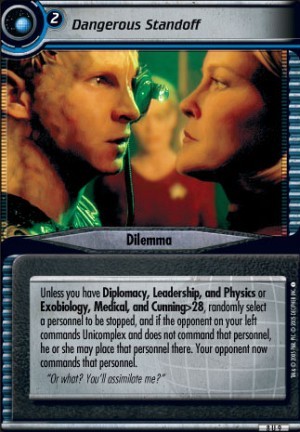 2
Dangerous Standoff
Dilemma
Unless you have Diplomacy, Leadership, and Physics or
Exobiology, Medical, and Cunning>28, randomly select
a personnel to be stopped, and if the opponent on your left
commands Unicomplex and does not command that personnel,
he or she may place that personnel there. Your opponent now
commands that personnel.
"Or what? You'll assimilate me?"